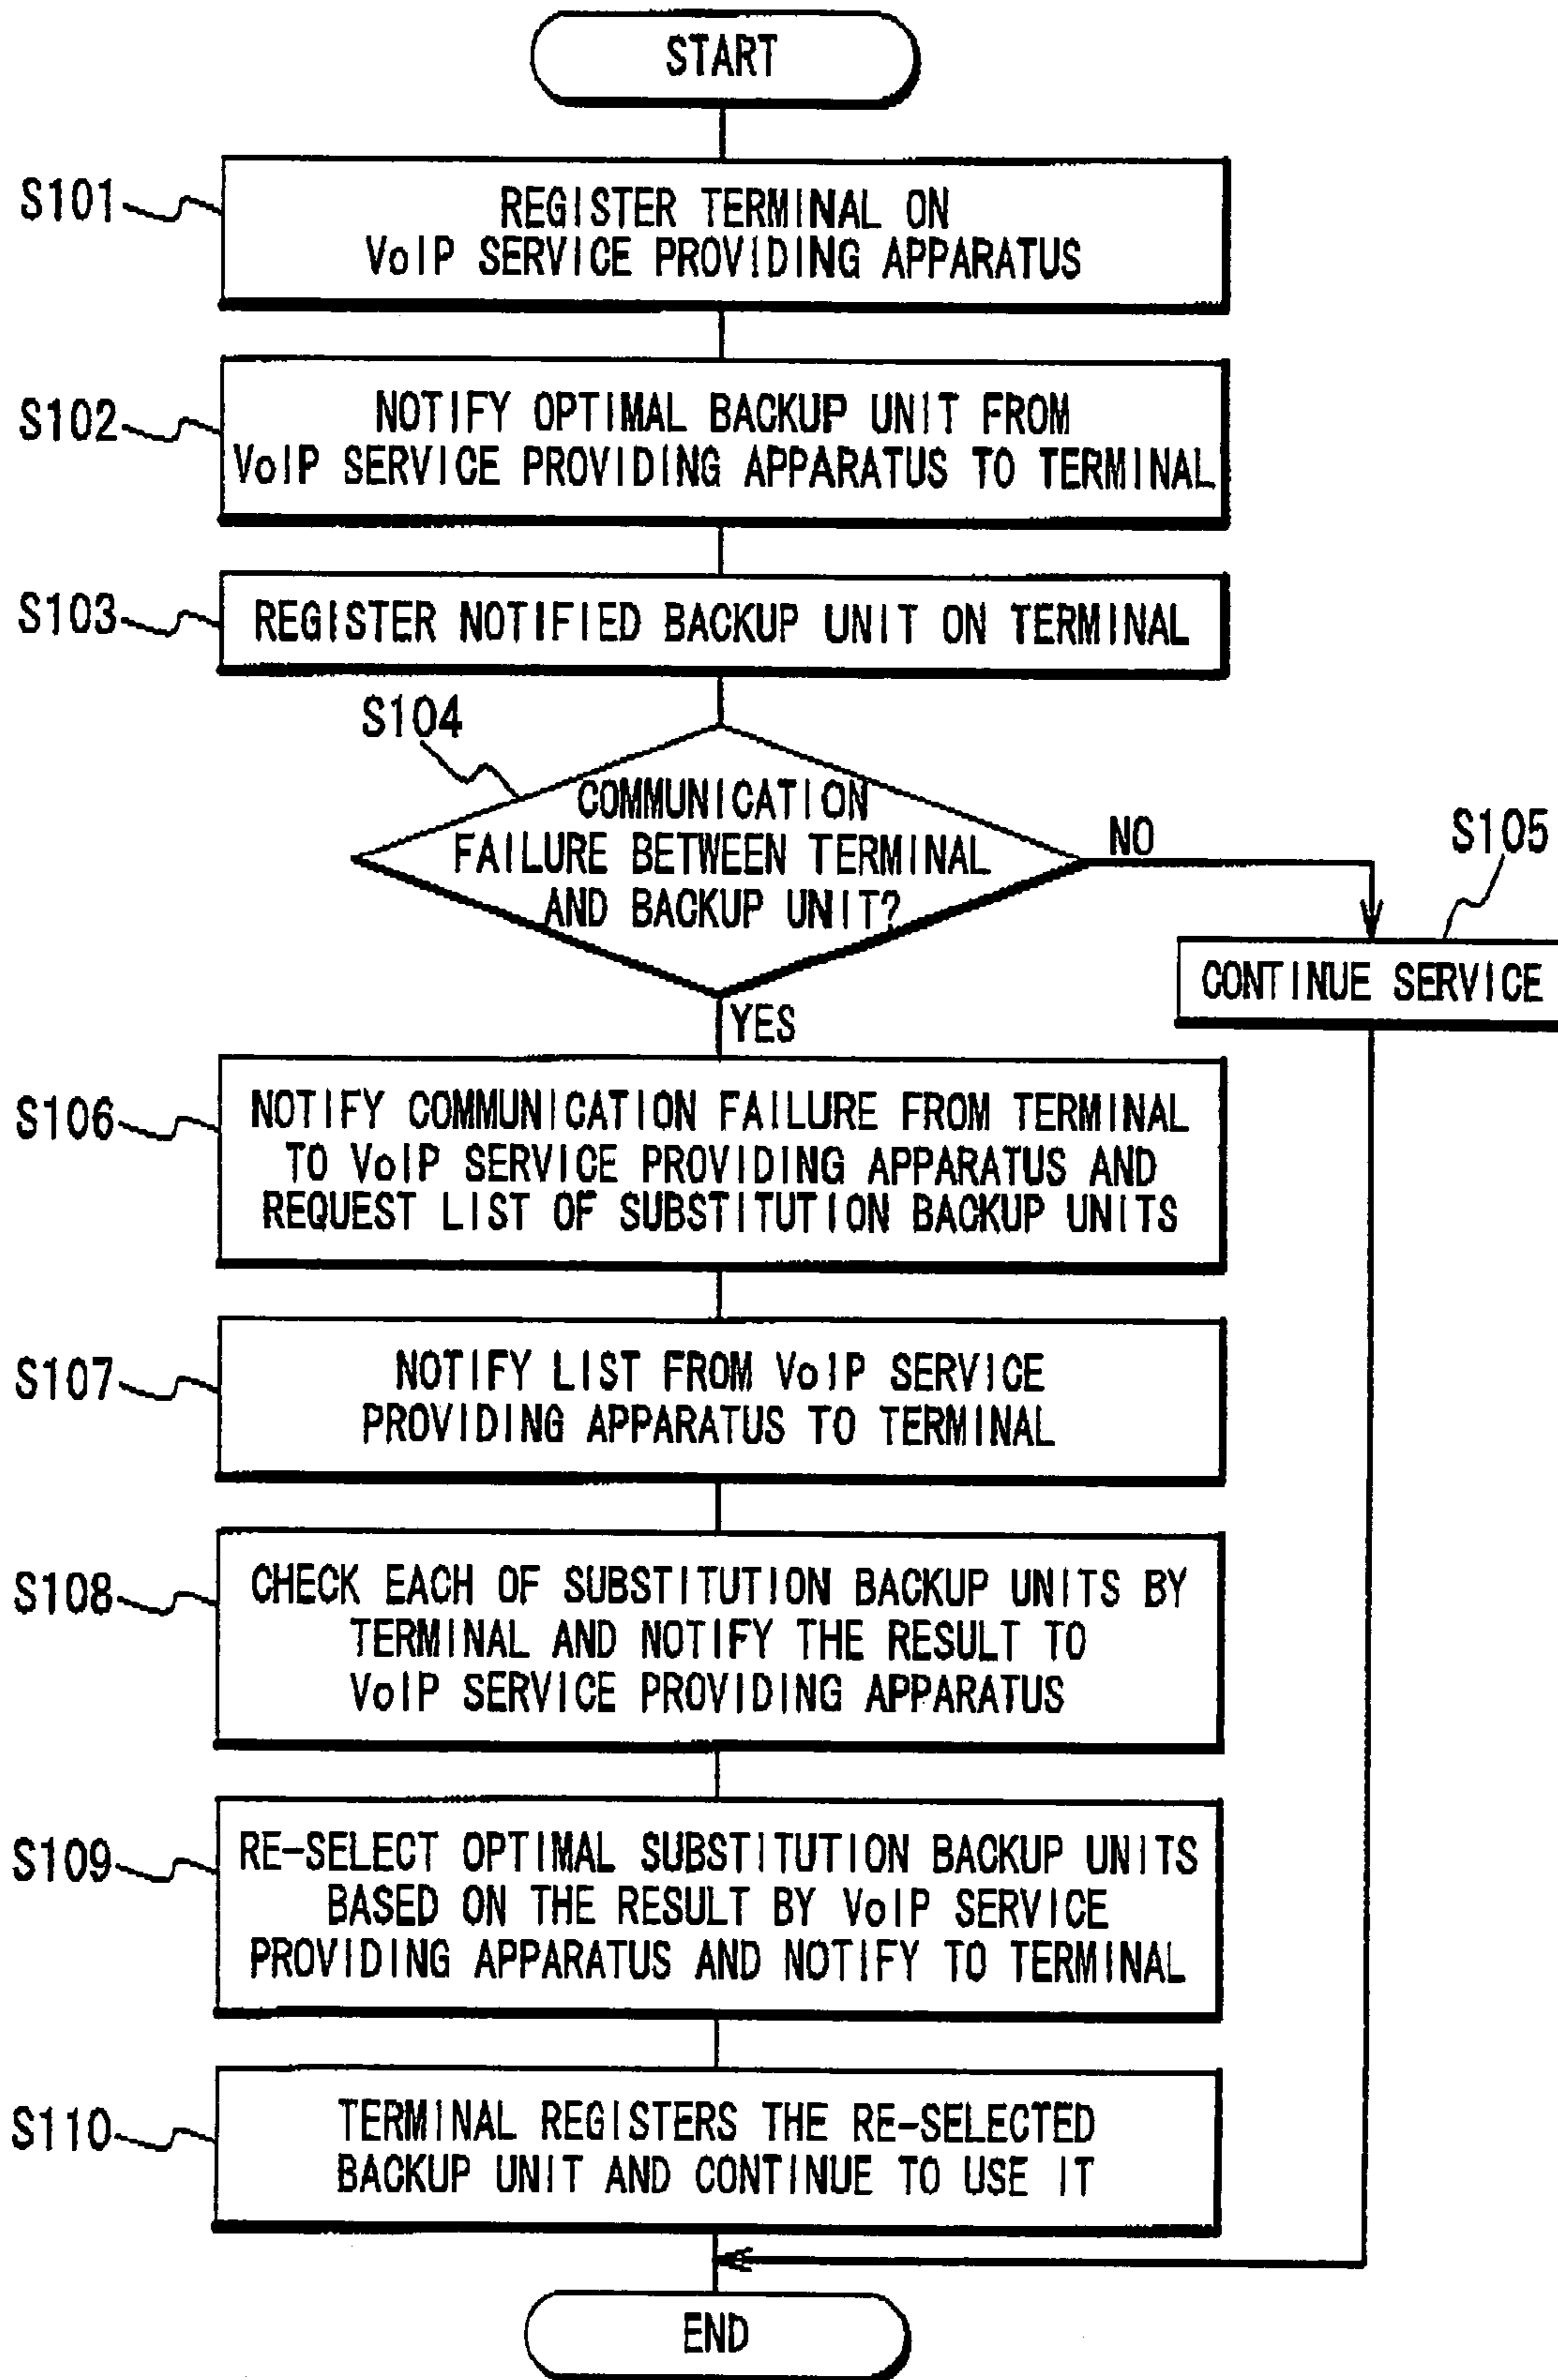 START
S101
REGISTER TERMINAL ON
VoIP SERVICE PROVIDING APPARATUS
S102
NOTIFY OPTIMAL BACKUP UNIT FROM
VoIP SERVICE PROVIDING APPARATUS TO TERMINAL
S103
REGISTER NOTIFIED BACKUP UNIT ON TERMINAL
S104
COMMUNICATION
FAILURE BETWEEN TERMINAL
AND BACKUP UNIT?
NO
S105
CONTINUE SERVICE
YES
S106
NOTIFY COMMUNICATION FAILURE FROM TERMINAL
TO VoIP SERVICE PROVIDING APPARATUS AND
REQUEST LIST OF SUBSTITUTION BACKUP UNITS
S107
NOTIFY LIST FROM VoIP SERVICE
PROVIDING APPARATUS TO TERMINAL
S108
CHECK EACH OF SUBSTITUTION BACKUP UNITS BY
TERMINAL AND NOTIFY THE RESULT TO
VoIP SERVICE PROVIDING APPARATUS
S109
RE-SELECT OPTIMAL SUBSTITUTION BACKUP UNITS
BASED ON THE RESULT BY VoIP SERVICE
PROVIDING APPARATUS AND NOTIFY TO TERMINAL
S110
TERMINAL REGISTERS THE RE-SELECTED
BACKUP UNIT AND CONTINUE TO USE IT
END